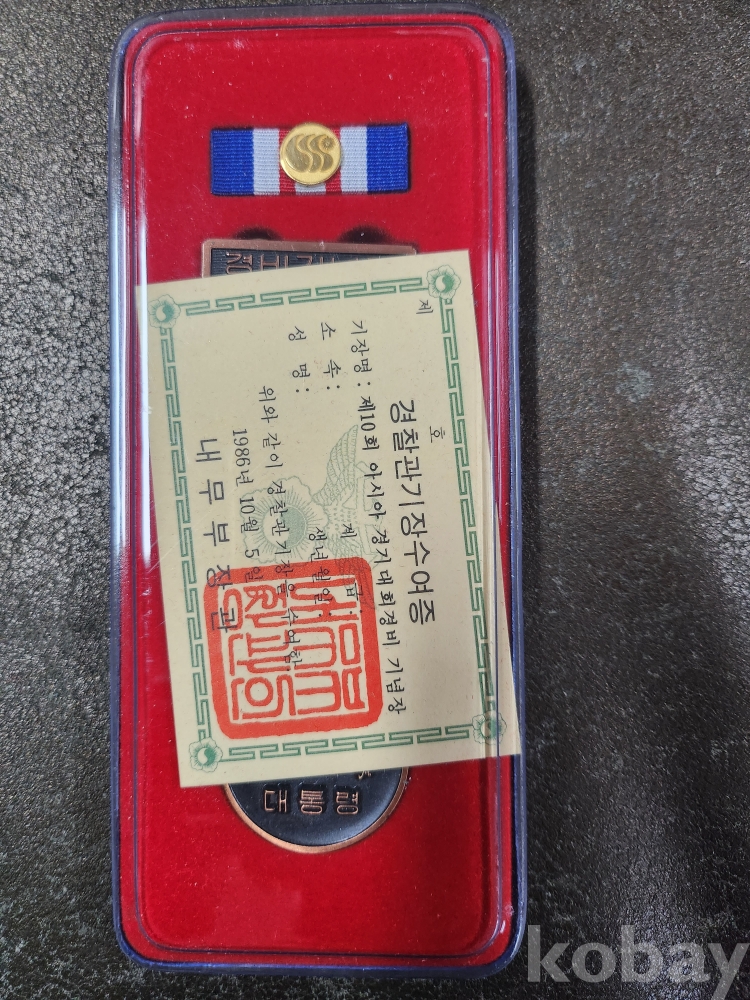 제 호
경찰관기장수여증
기장명: 제10회 아시아 경기대회경비 기념장
소 속: 계 급:
성 명: 생년월일:
위와 같이 경찰관기장을 수여함
1986년 10월 5일
내무부장관
kobay